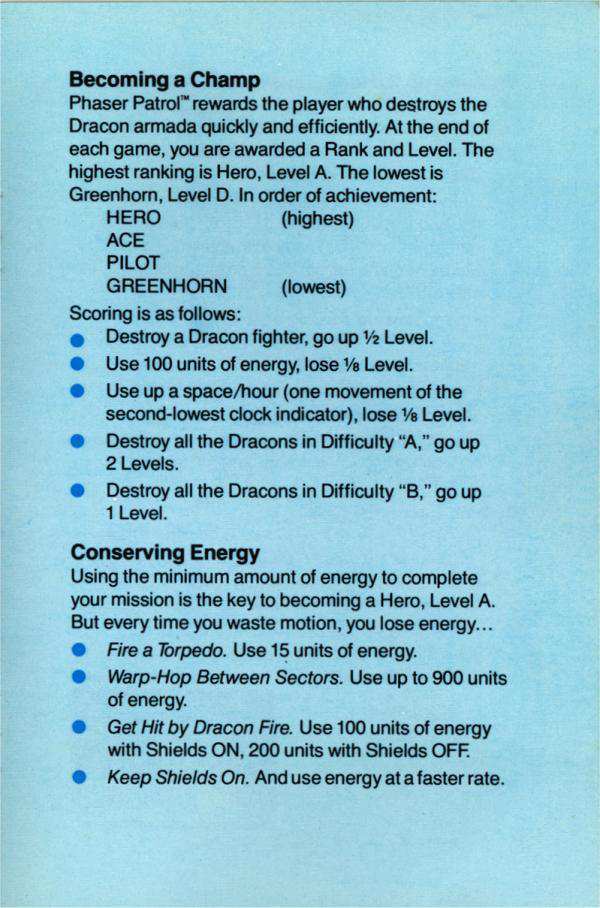 Becoming a Champ
Phaser Patrol™ rewards the player who destroys the
Dracon armada quickly and efficiently. At the end of
each game, you are awarded a Rank and Level. The
highest ranking is Hero, Level A. The lowest is
Greenhorn, Level D. In order of achievement:
HERO (highest)
ACE
PILOT
GREENHORN (lowest)
Scoring is as follows:
● Destroy a Dracon fighter, go up ½ Level.
● Use 100 units of energy, lose ⅛ Level.
● Use up a space/hour (one movement of the
second-lowest clock indicator), lose ⅛ Level.
● Destroy all the Dracons in Difficulty “A,” go up
2 Levels.
● Destroy all the Dracons in Difficulty “B,” go up
1 Level.
Conserving Energy
Using the minimum amount of energy to complete
your mission is the key to becoming a Hero, Level A.
But every time you waste motion, you lose energy...
● Fire a Torpedo. Use 15 units of energy.
● Warp-Hop Between Sectors. Use up to 900 units
of energy.
● Get Hit by Dracon Fire. Use 100 units of energy
with Shields ON, 200 units with Shields OFF.
● Keep Shields On. And use energy at a faster rate.